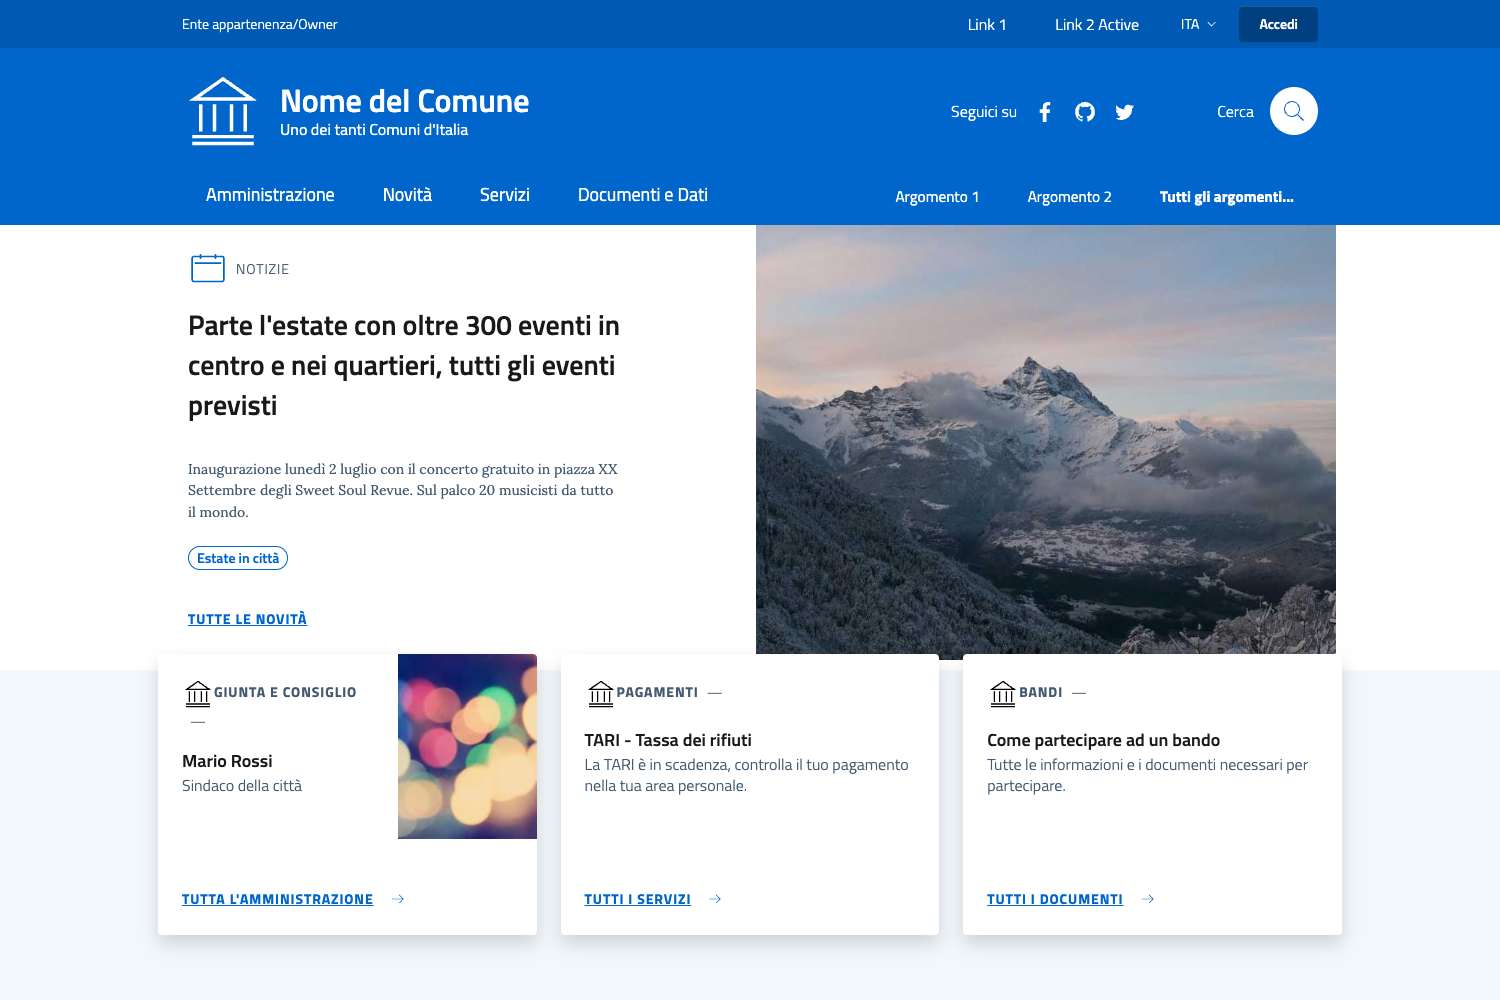 Ente appartenenza/Owner
Link 1
Link 2 Active
ITA
Accedi
Nome del Comune
Uno dei tanti Comuni d'Italia
Seguici su
Cerca
Amministrazione
Novità
Servizi
Documenti e Dati
Argomento 1
Argomento 2
Tutti gli argomenti...
NOTIZIE
Parte l'estate con oltre 300 eventi in
centro e nei quartieri, tutti gli eventi
previsti
Inaugurazione lunedì 2 luglio con il concerto gratuito in piazza XX
Settembre degli Sweet Soul Revue. Sul palco 20 musicisti da tutto
il mondo.
Estate in città
TUTTE LE NOVITÀ
GIUNTA E CONSIGLIO
—
Mario Rossi
Sindaco della città
TUTTA L'AMMINISTRAZIONE
PAGAMENTI —
TARI - Tassa dei rifiuti
La TARI è in scadenza, controlla il tuo pagamento
nella tua area personale.
TUTTI I SERVIZI
BANDI —
Come partecipare ad un bando
Tutte le informazioni e i documenti necessari per
partecipare.
TUTTI I DOCUMENTI